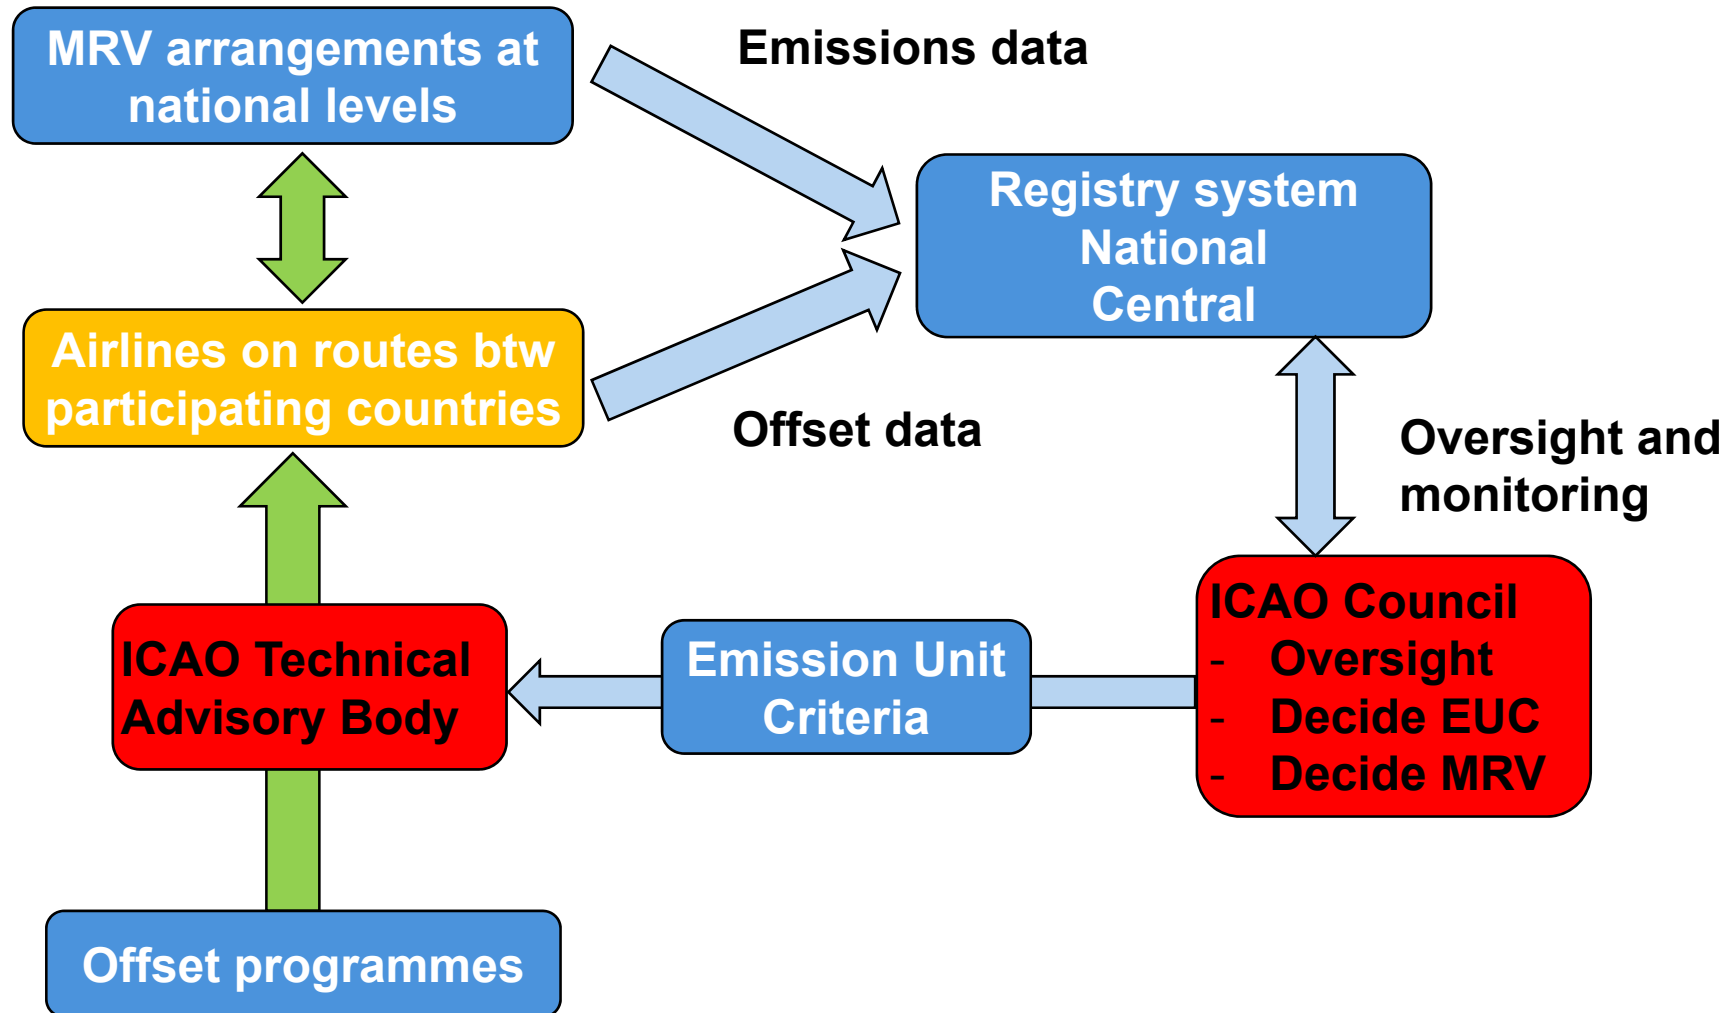 MRV arrangements at
national levels
Emissions data
Registry system
National
Central
Airlines on routes btw
participating countries
Offset data
Oversight and
monitoring
ICAO Technical
Advisory Body
Emission Unit
Criteria
ICAO Council
- Oversight
- Decide EUC
- Decide MRV
Offset programmes